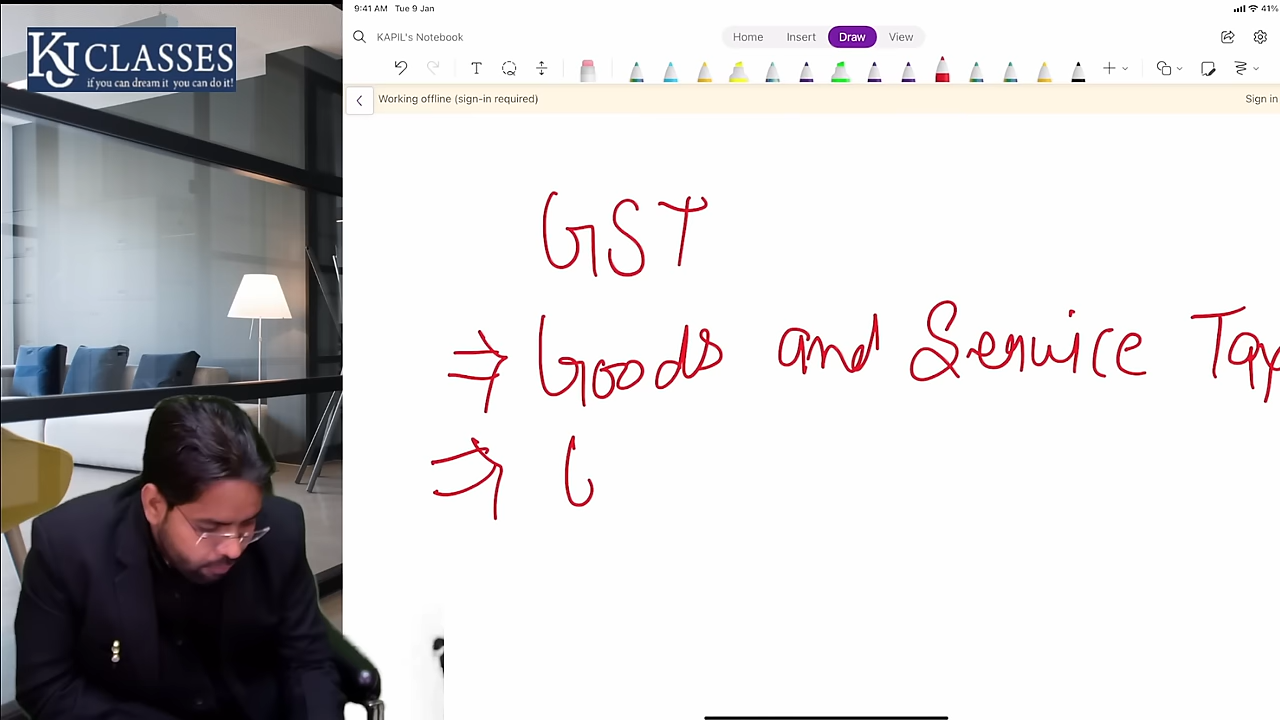 KJ CLASSES
if you can dream it you can do it!
9:41 AM Tue 9 Jan
41%
KAPIL's Notebook
Home Insert Draw View
T
Working offline (sign-in required)
Sign in
GST
⇒ Goods and Service Tax
⇒ G